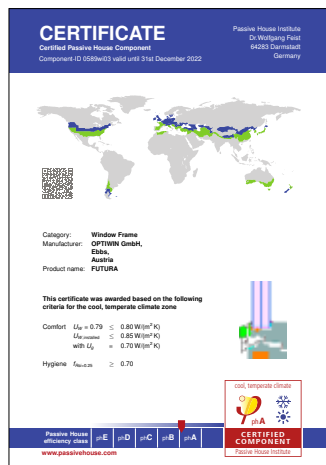 CERTIFICATE
Certified Passive House Component
Component-ID 0589wi03 valid until 31st December 2022
Passive House Institute
Dr.Wolfgang Feist
64283 Darmstadt
Germany
Category: Window Frame
Manufacturer: OPTIWIN GmbH,
Ebbs,
Austria
Product name: FUTURA
This certificate was awarded based on the following
criteria for the cool, temperate climate zone
Comfort UW = 0.79 ≤ 0.80 W/(m² K)
UW,installed ≤ 0.85 W/(m² K)
with Ug = 0.70 W/(m² K)
Hygiene fRsi=0.25 ≥ 0.70
cool, temperate climate
phA
CERTIFIED
COMPONENT
Passive House Institute
Passive House
efficiency class
phE phD phC phB phA
www.passivehouse.com